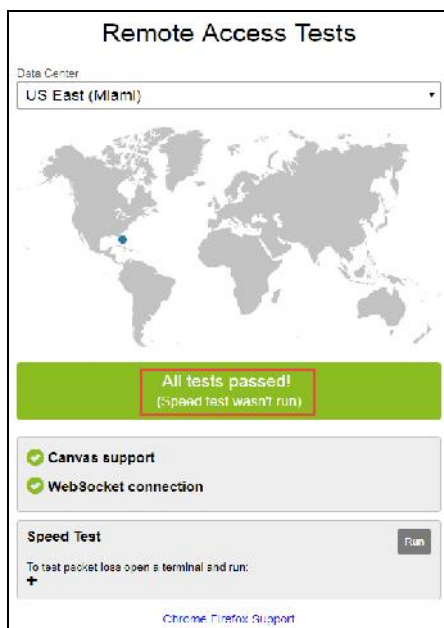 Remote Access Tests
Data Center
US East (Miami)
All tests passed!
(Speed test wasn't run)
Canvas support
WebSocket connection
Speed Test
Run
To test packet loss open a terminal and run:
+
Chrome Firefox Support